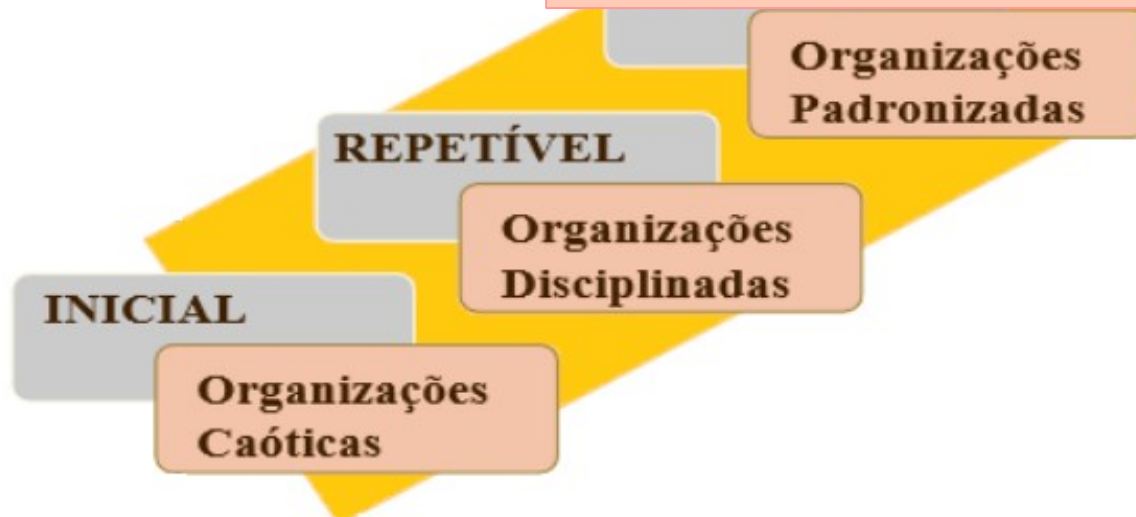 Organizações
Padronizadas
REPETÍVEL
Organizações
Disciplinadas
INICIAL
Organizações
Caóticas